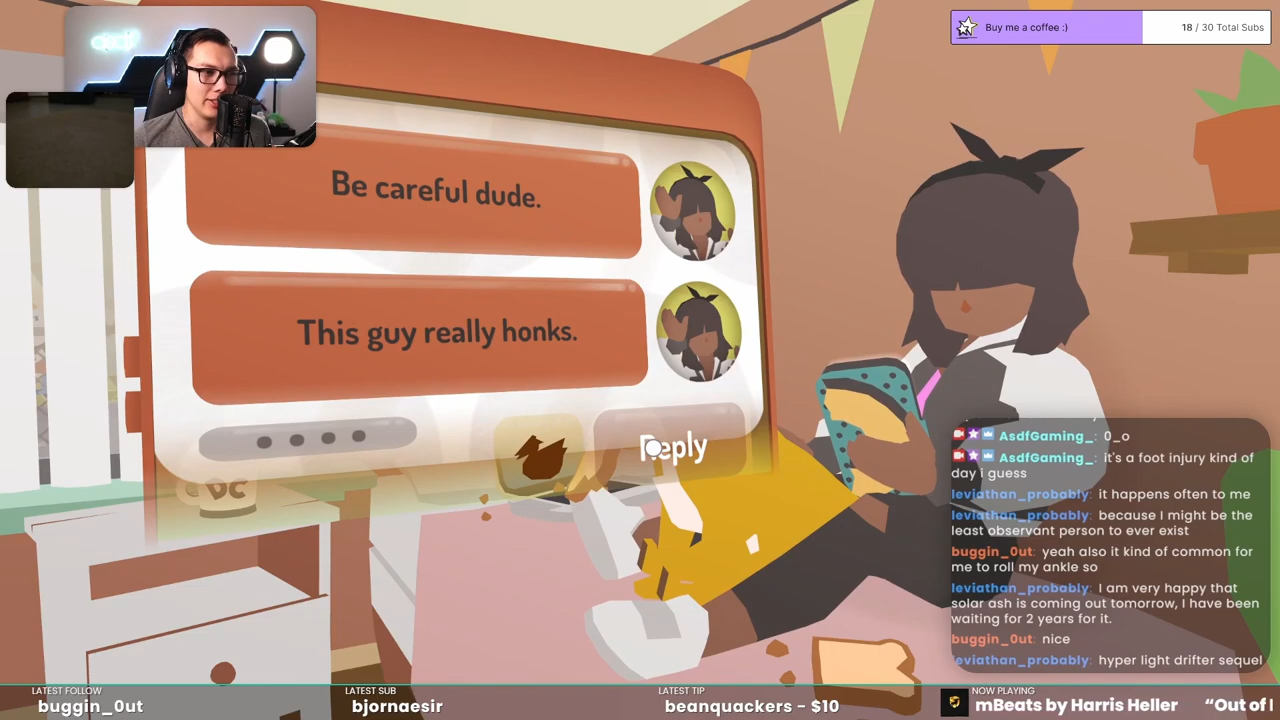 Buy me a coffee :)
18 / 30 Total Subs
Be careful dude.
This guy really honks.
Reply
DC
AsdfGaming_: 0_o
AsdfGaming_: it's a foot injury kind of
day i guess
leviathan_probably: it happens often to me
leviathan_probably: because I might be the
least observant person to ever exist
buggin_0ut: yeah also it kind of common for
me to roll my ankle so
leviathan_probably: I am very happy that
solar ash is coming out tomorrow, I have been
waiting for 2 years for it.
buggin_0ut: nice
leviathan_probably: hyper light drifter sequel
LATEST FOLLOW
buggin_0ut
LATEST SUB
bjornaesir
LATEST TIP
beanquackers - $10
NOW PLAYING
mBeats by Harris Heller "Out of